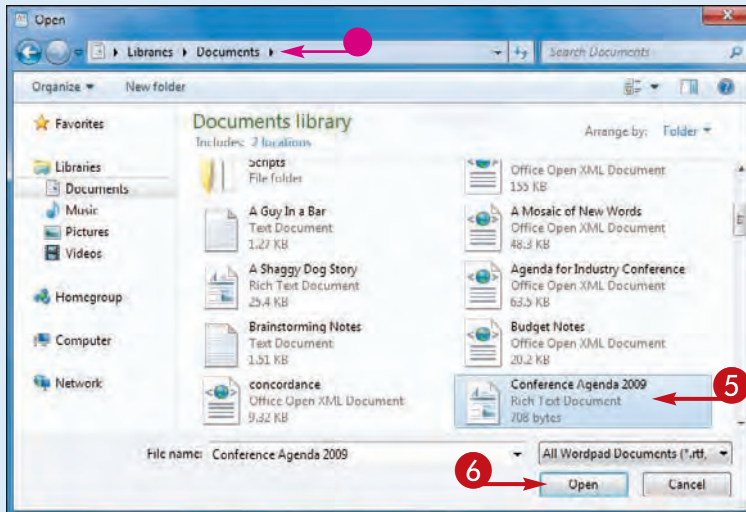 Open
Libraries ▸ Documents ▸
Search Documents
Organize ▾ New folder
Favorites
Libraries
Documents
Music
Pictures
Videos
Homegroup
Computer
Network
Documents library
Includes: 2 locations
Arrange by: Folder ▾
Scripts
File folder
Office Open XML Document
155 KB
A Guy In a Bar
Text Document
1.27 KB
A Mosaic of New Words
Office Open XML Document
48.3 KB
A Shaggy Dog Story
Rich Text Document
25.4 KB
Agenda for Industry Conference
Office Open XML Document
63.5 KB
Brainstorming Notes
Text Document
1.51 KB
Budget Notes
Office Open XML Document
20.2 KB
concordance
Office Open XML Document
9.32 KB
Conference Agenda 2009
Rich Text Document
708 bytes
5
File name: Conference Agenda 2009
All Wordpad Documents (*.rtf,
6
Open Cancel